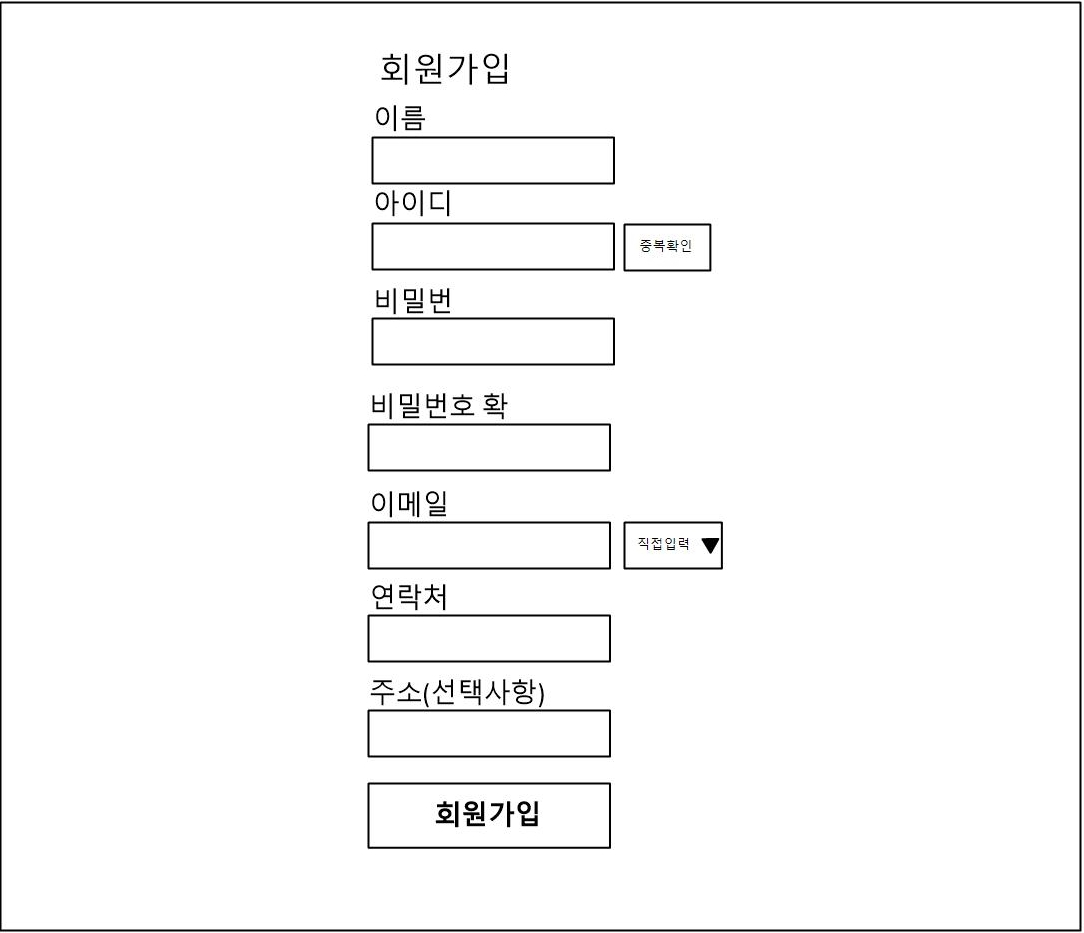 회원가입
이름
아이디
중복확인
비밀번
비밀번호 확
이메일
직접입력
연락처
주소(선택사항)
회원가입